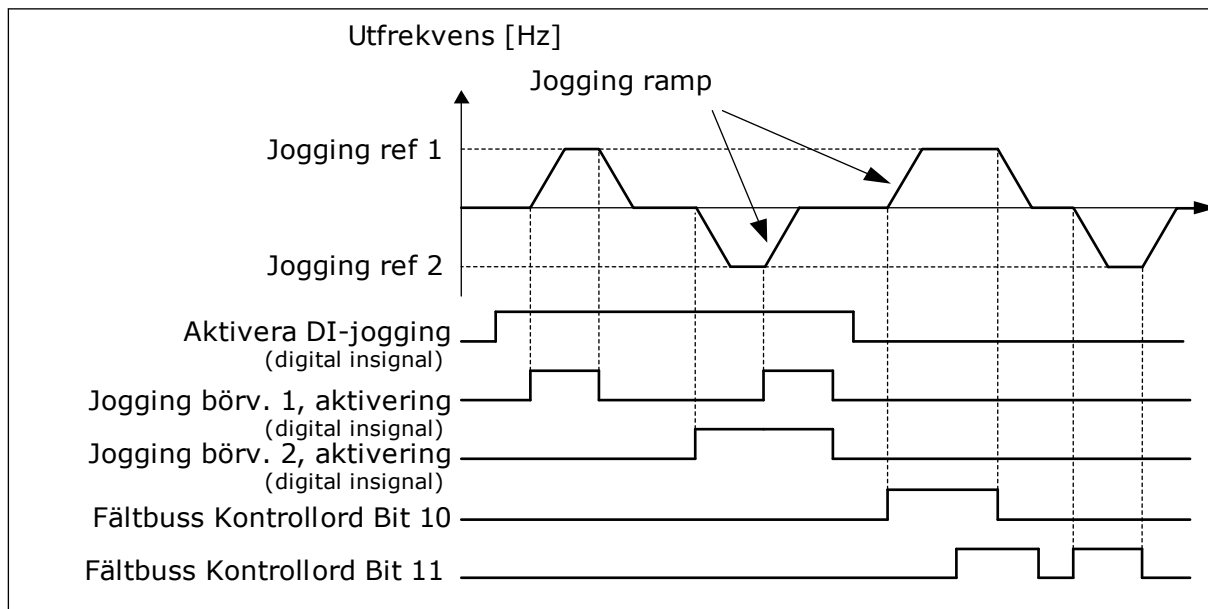 Utfrekvens [Hz]
Jogging ramp
Jogging ref 1
Jogging ref 2
Aktivera DI-jogging
(digital insignal)
Jogging börv. 1, aktivering
(digital insignal)
Jogging börv. 2, aktivering
(digital insignal)
Fältbuss Kontrollord Bit 10
Fältbuss Kontrollord Bit 11